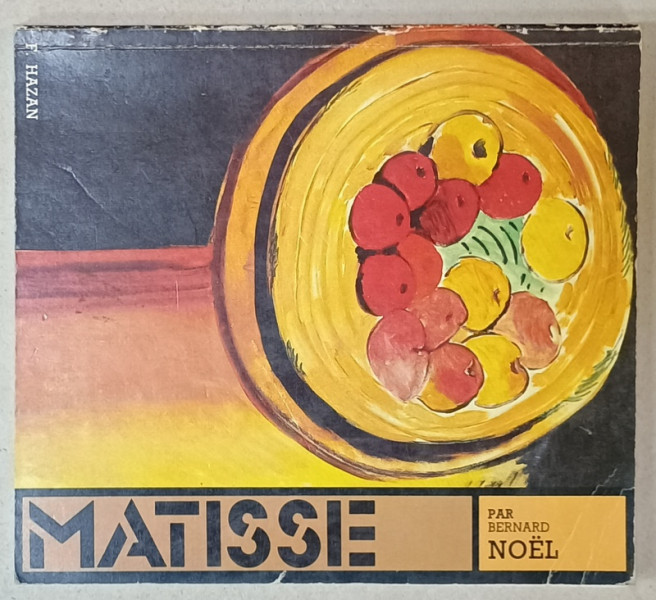 F. HAZAN
MATISSE
PAR
BERNARD
NOËL